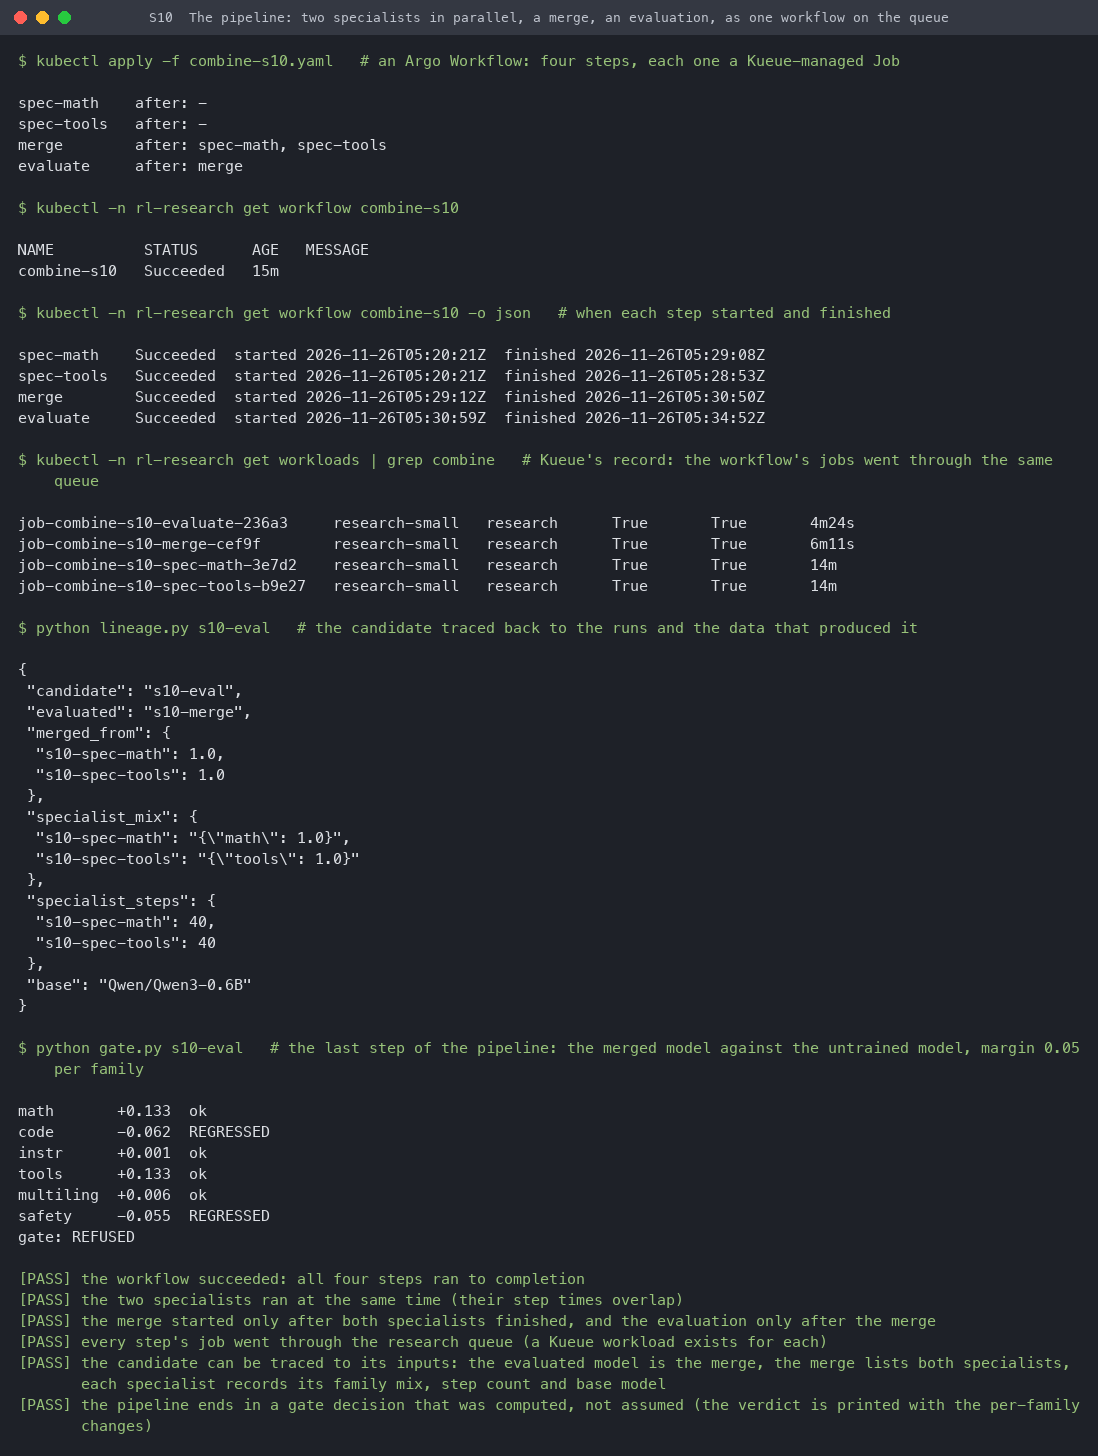 S10  The pipeline: two specialists in parallel, a merge, an evaluation, as one workflow on the queue
$ kubectl apply -f combine-s10.yaml   # an Argo Workflow: four steps, each one a Kueue-managed Job
spec-math    after: -
spec-tools   after: -
merge        after: spec-math, spec-tools
evaluate     after: merge
$ kubectl -n rl-research get workflow combine-s10
NAME          STATUS      AGE   MESSAGE
combine-s10   Succeeded   15m
$ kubectl -n rl-research get workflow combine-s10 -o json   # when each step started and finished
spec-math    Succeeded  started 2026-11-26T05:20:21Z  finished 2026-11-26T05:29:08Z
spec-tools   Succeeded  started 2026-11-26T05:20:21Z  finished 2026-11-26T05:28:53Z
merge        Succeeded  started 2026-11-26T05:29:12Z  finished 2026-11-26T05:30:50Z
evaluate     Succeeded  started 2026-11-26T05:30:59Z  finished 2026-11-26T05:34:52Z
$ kubectl -n rl-research get workloads | grep combine   # Kueue's record: the workflow's jobs went through the same
    queue
job-combine-s10-evaluate-236a3     research-small   research      True       True       4m24s
job-combine-s10-merge-cef9f        research-small   research      True       True       6m11s
job-combine-s10-spec-math-3e7d2    research-small   research      True       True       14m
job-combine-s10-spec-tools-b9e27   research-small   research      True       True       14m
$ python lineage.py s10-eval   # the candidate traced back to the runs and the data that produced it
{
 "candidate": "s10-eval",
 "evaluated": "s10-merge",
 "merged_from": {
  "s10-spec-math": 1.0,
  "s10-spec-tools": 1.0
 },
 "specialist_mix": {
  "s10-spec-math": "{\"math\": 1.0}",
  "s10-spec-tools": "{\"tools\": 1.0}"
 },
 "specialist_steps": {
  "s10-spec-math": 40,
  "s10-spec-tools": 40
 },
 "base": "Qwen/Qwen3-0.6B"
}
$ python gate.py s10-eval   # the last step of the pipeline: the merged model against the untrained model, margin 0.05
    per family
math       +0.133  ok
code       -0.062  REGRESSED
instr      +0.001  ok
tools      +0.133  ok
multiling  +0.006  ok
safety     -0.055  REGRESSED
gate: REFUSED
[PASS] the workflow succeeded: all four steps ran to completion
[PASS] the two specialists ran at the same time (their step times overlap)
[PASS] the merge started only after both specialists finished, and the evaluation only after the merge
[PASS] every step's job went through the research queue (a Kueue workload exists for each)
[PASS] the candidate can be traced to its inputs: the evaluated model is the merge, the merge lists both specialists,
       each specialist records its family mix, step count and base model
[PASS] the pipeline ends in a gate decision that was computed, not assumed (the verdict is printed with the per-family
       changes)